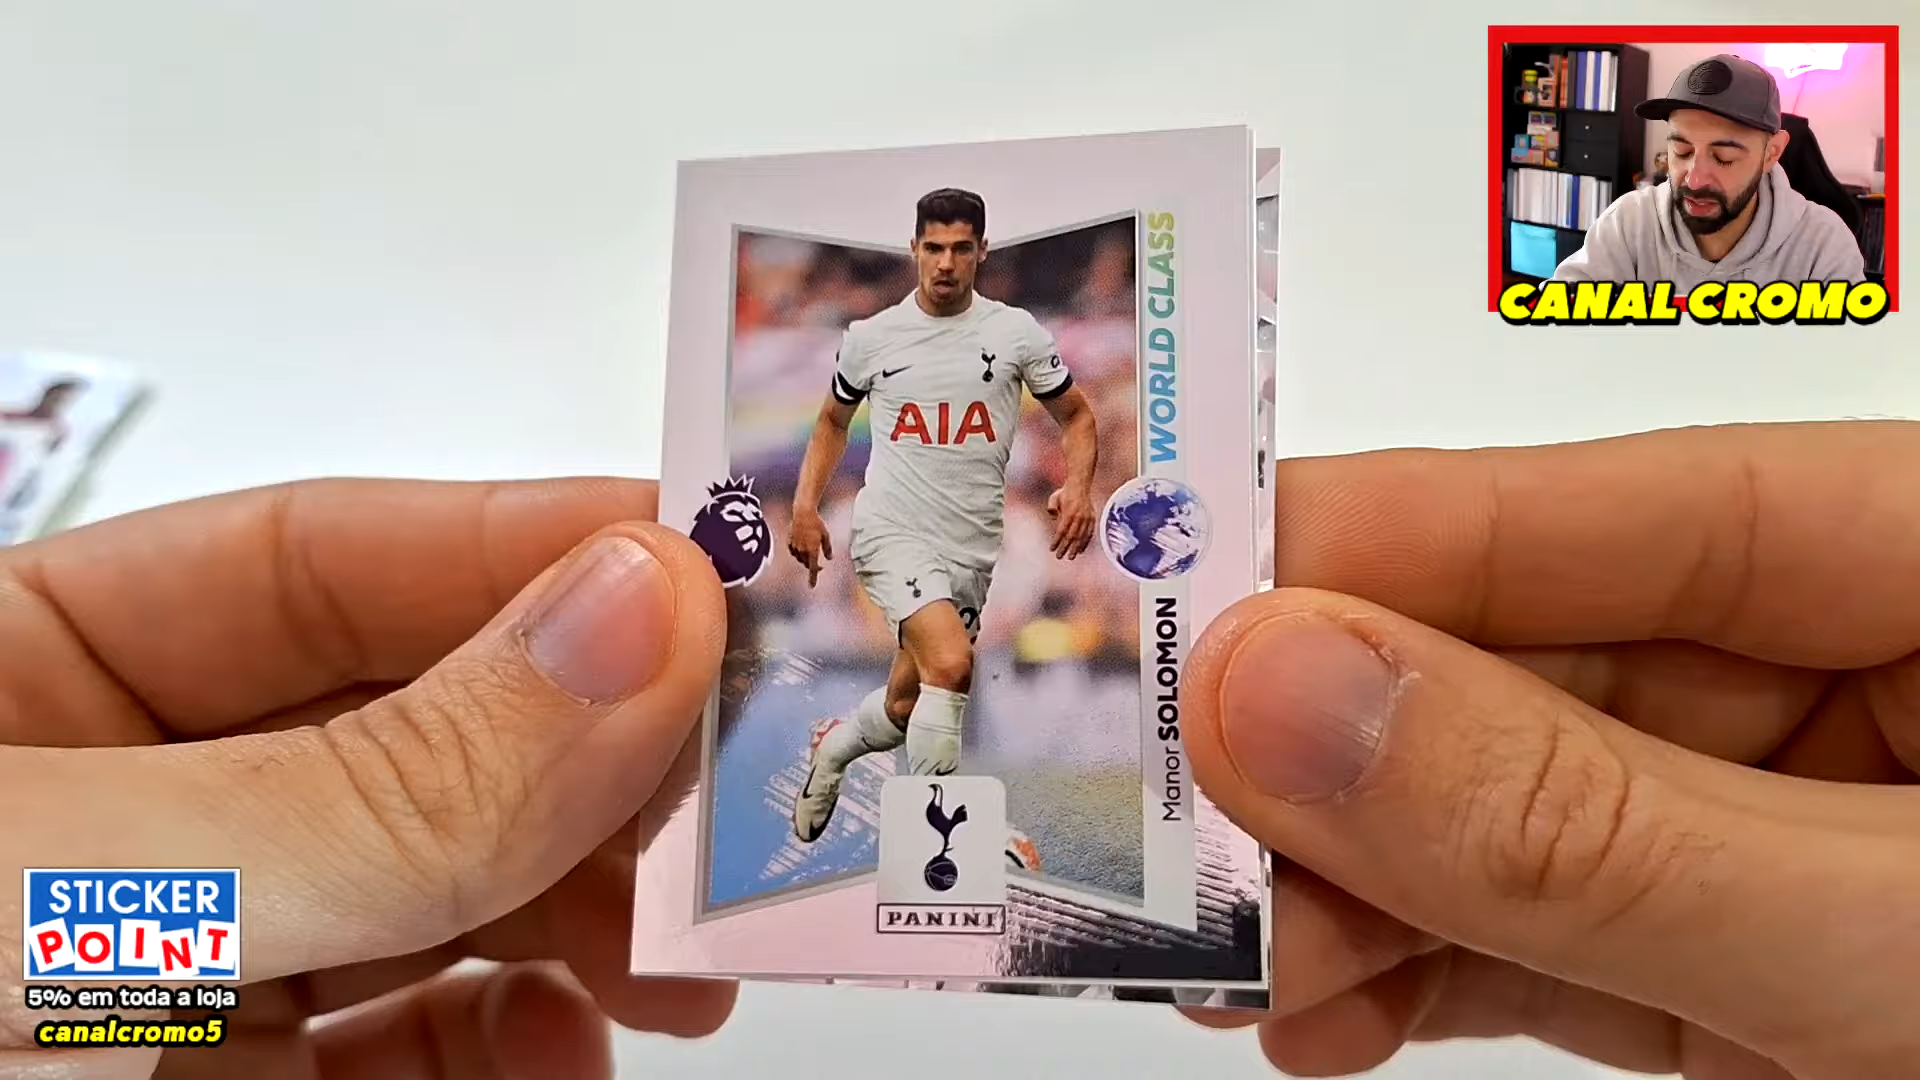 CANAL CROMO
WORLD CLASS
Manor SOLOMON
AIA
PANINI
STICKER
POINT
5% em toda a loja
canalcromo5